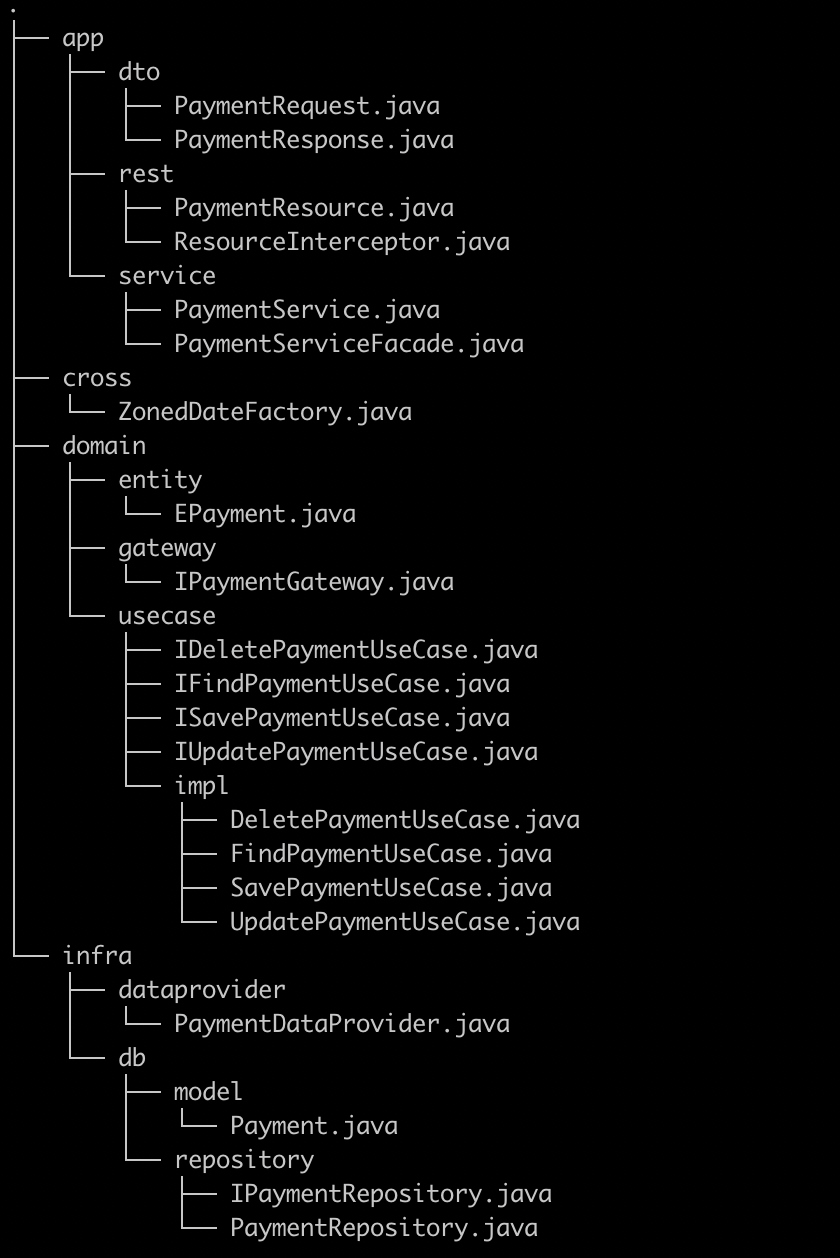 .
├── app
│   ├── dto
│   │   ├── PaymentRequest.java
│   │   └── PaymentResponse.java
│   ├── rest
│   │   ├── PaymentResource.java
│   │   └── ResourceInterceptor.java
│   └── service
│       ├── PaymentService.java
│       └── PaymentServiceFacade.java
├── cross
│   └── ZonedDateFactory.java
├── domain
│   ├── entity
│   │   └── EPayment.java
│   ├── gateway
│   │   └── IPaymentGateway.java
│   └── usecase
│       ├── IDeletePaymentUseCase.java
│       ├── IFindPaymentUseCase.java
│       ├── ISavePaymentUseCase.java
│       ├── IUpdatePaymentUseCase.java
│       └── impl
│           ├── DeletePaymentUseCase.java
│           ├── FindPaymentUseCase.java
│           ├── SavePaymentUseCase.java
│           └── UpdatePaymentUseCase.java
└── infra
    ├── dataprovider
    │   └── PaymentDataProvider.java
    └── db
        ├── model
        │   └── Payment.java
        └── repository
            ├── IPaymentRepository.java
            └── PaymentRepository.java